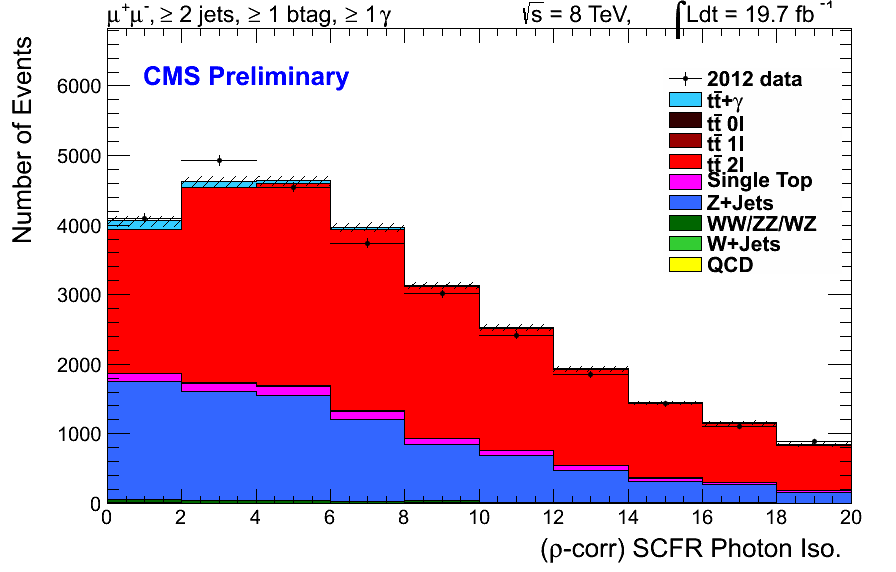 μ⁺μ⁻, ≥ 2 jets, ≥ 1 btag, ≥ 1 γ
√s = 8 TeV, ∫Ldt = 19.7 fb⁻¹
CMS Preliminary
Number of Events
6000
5000
4000
3000
2000
1000
0
2012 data
tt̄+γ
tt̄ 0l
tt̄ 1l
tt̄ 2l
Single Top
Z+Jets
WW/ZZ/WZ
W+Jets
QCD
0 2 4 6 8 10 12 14 16 18 20
(ρ-corr) SCFR Photon Iso.